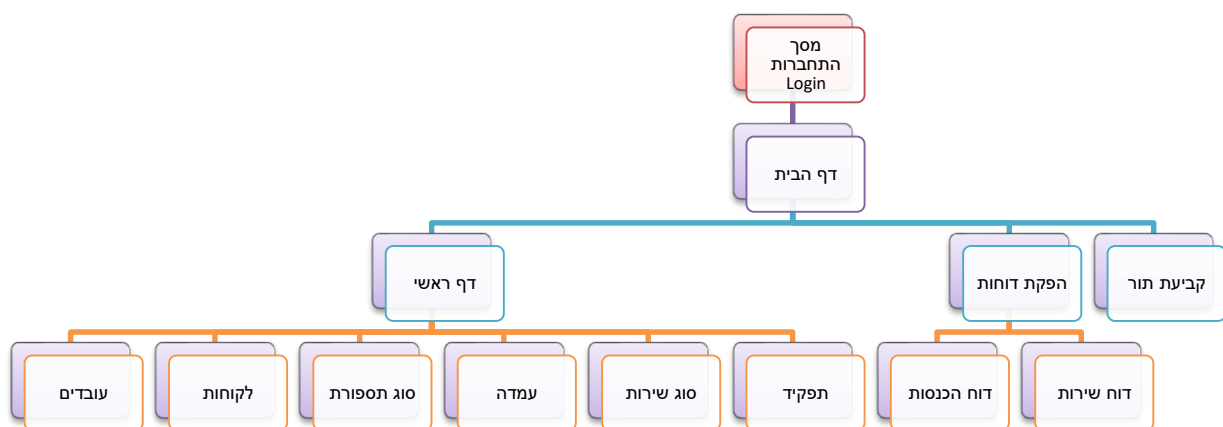 מסך
התחברות
Login
דף הבית
קביעת תור
הפקת דוחות
דף ראשי
דוח שירות
דוח הכנסות
תפקיד
סוג שירות
עמדה
סוג תספורת
לקוחות
עובדים